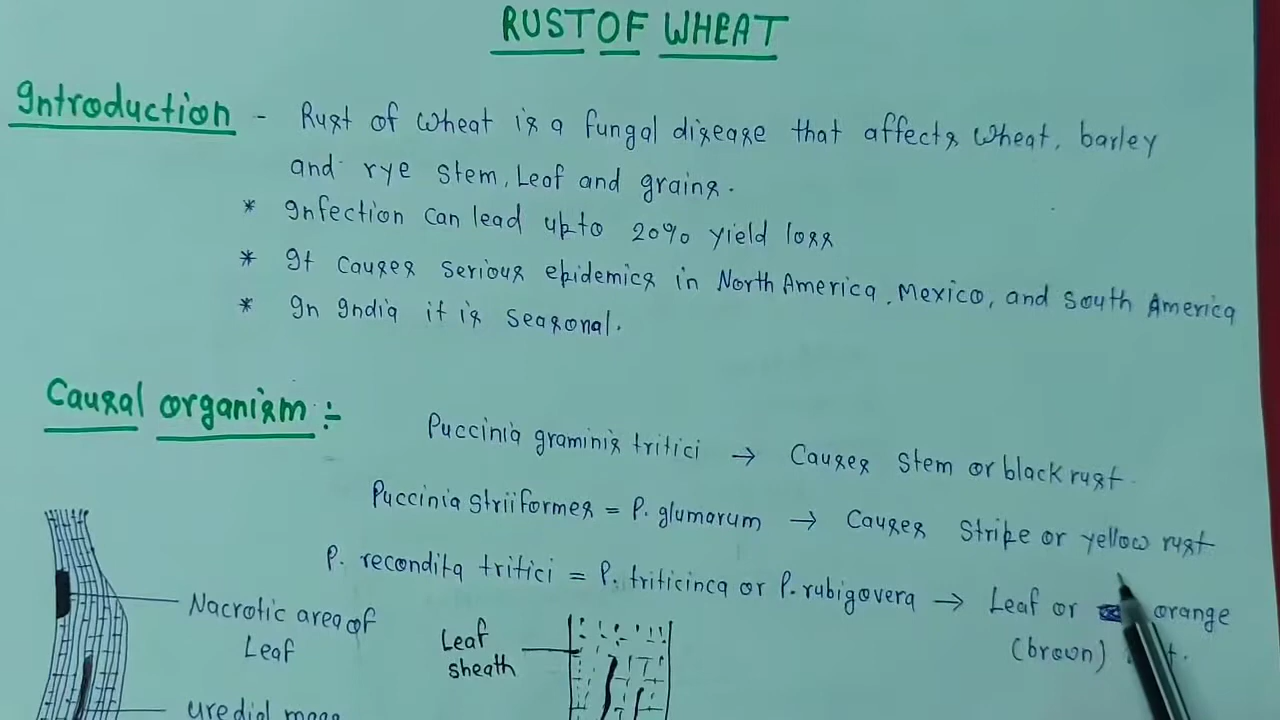 RUST OF WHEAT
Introduction - Rust of wheat is a fungal disease that affects wheat, barley
and rye stem, Leaf and grains.
* Infection can lead upto 20% yield loss
* It causes serious epidemics in North America, Mexico, and South America
* In India it is seasonal.
Causal organism :-
Puccinia graminis tritici → Causes stem or black rust.
Puccinia striiformes = P. glumarum → Causes stripe or yellow rust
P. recondita tritici = P. triticinca or P. rubigovera → Leaf or orange
(brown)
Nacrotic area of
Leaf
Leaf
sheath
uredial